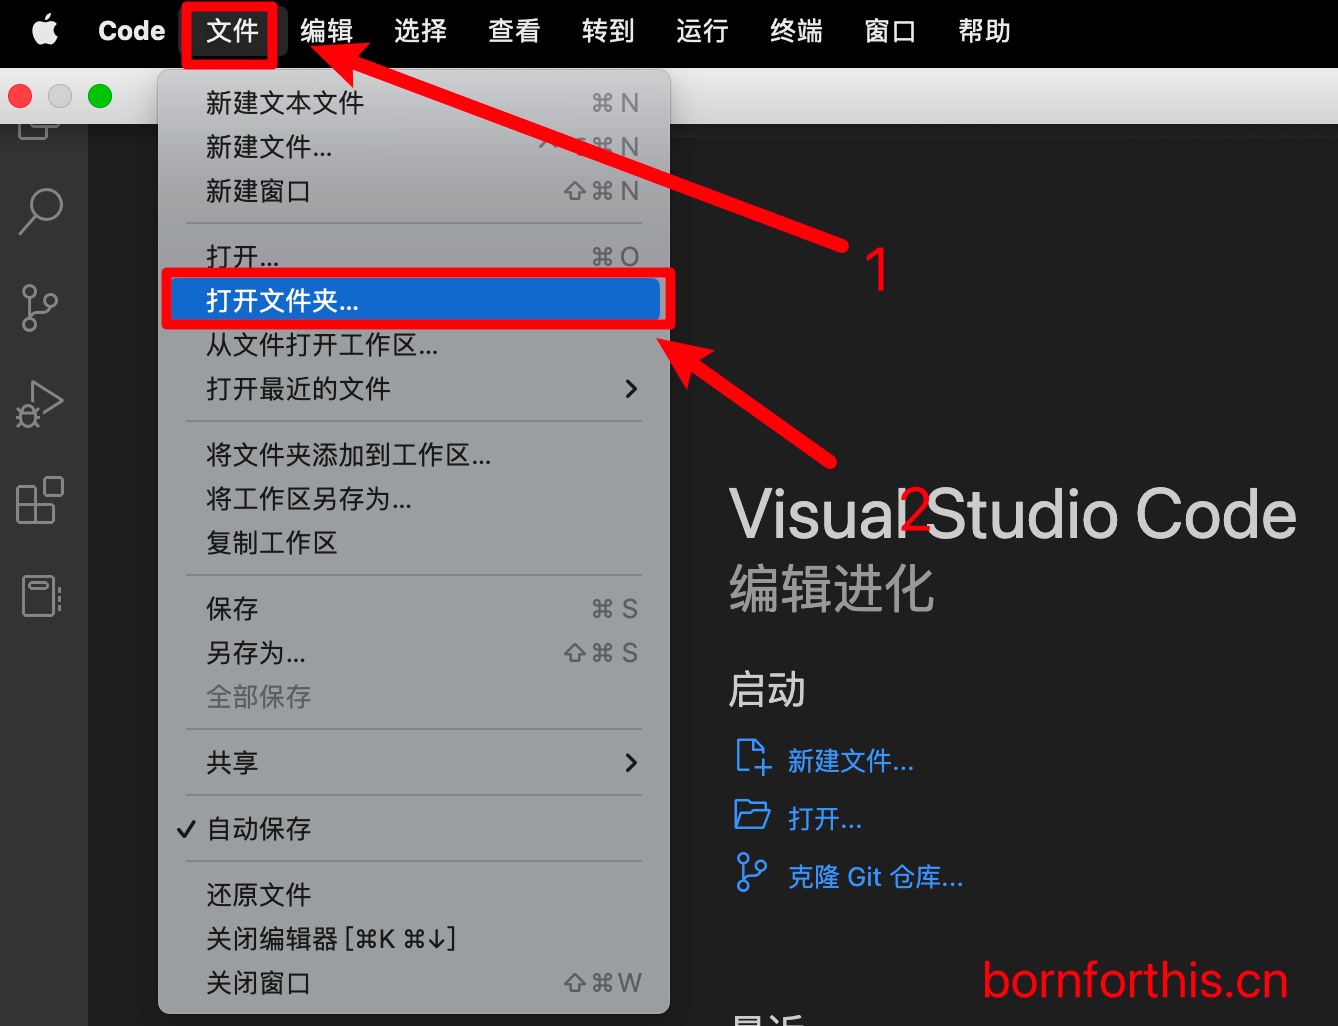 Code 文件 编辑 选择 查看 转到 运行 终端 窗口 帮助
新建文本文件 ⌘ N
新建文件... ⌘ N
新建窗口 ⇧ ⌘ N
打开... ⌘ O
1
打开文件夹...
从文件打开工作区...
打开最近的文件
将文件夹添加到工作区...
将工作区另存为...
复制工作区
保存 ⌘ S
另存为... ⇧ ⌘ S
全部保存
共享
自动保存
还原文件
关闭编辑器 [⌘K ⌘↓]
关闭窗口 ⇧ ⌘ W
2
Visual Studio Code
编辑进化
启动
新建文件...
打开...
克隆 Git 仓库...
bornforthis.cn
最近